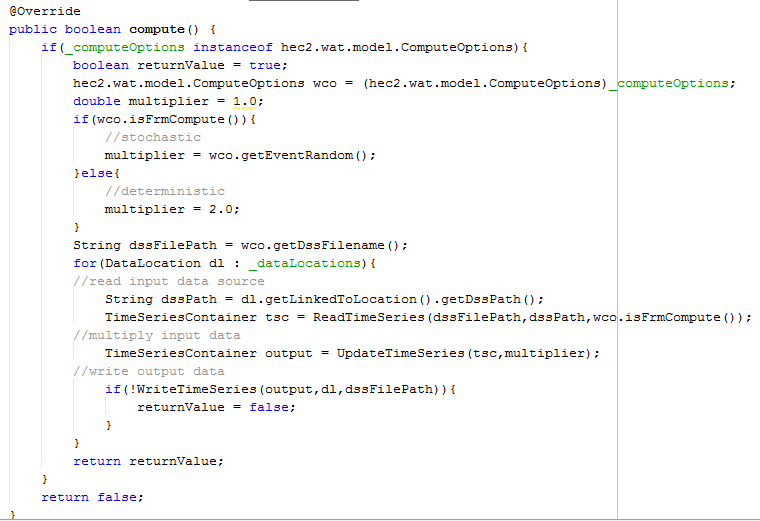 @Override
public boolean compute() {
    if(_computeOptions instanceof hec2.wat.model.ComputeOptions){
        boolean returnValue = true;
        hec2.wat.model.ComputeOptions wco = (hec2.wat.model.ComputeOptions)_computeOptions;
        double multiplier = 1.0;
        if(wco.isFrmCompute()){
            //stochastic
            multiplier = wco.getEventRandom();
        }else{
            //deterministic
            multiplier = 2.0;
        }
        String dssFilePath = wco.getDssFilename();
        for(DataLocation dl : _dataLocations){
        //read input data source
            String dssPath = dl.getLinkedToLocation().getDssPath();
            TimeSeriesContainer tsc = ReadTimeSeries(dssFilePath,dssPath,wco.isFrmCompute());
        //multiply input data
            TimeSeriesContainer output = UpdateTimeSeries(tsc,multiplier);
        //write output data
            if(!WriteTimeSeries(output,dl,dssFilePath)){
                returnValue = false;
            }
        }
        return returnValue;
    }
    return false;
}